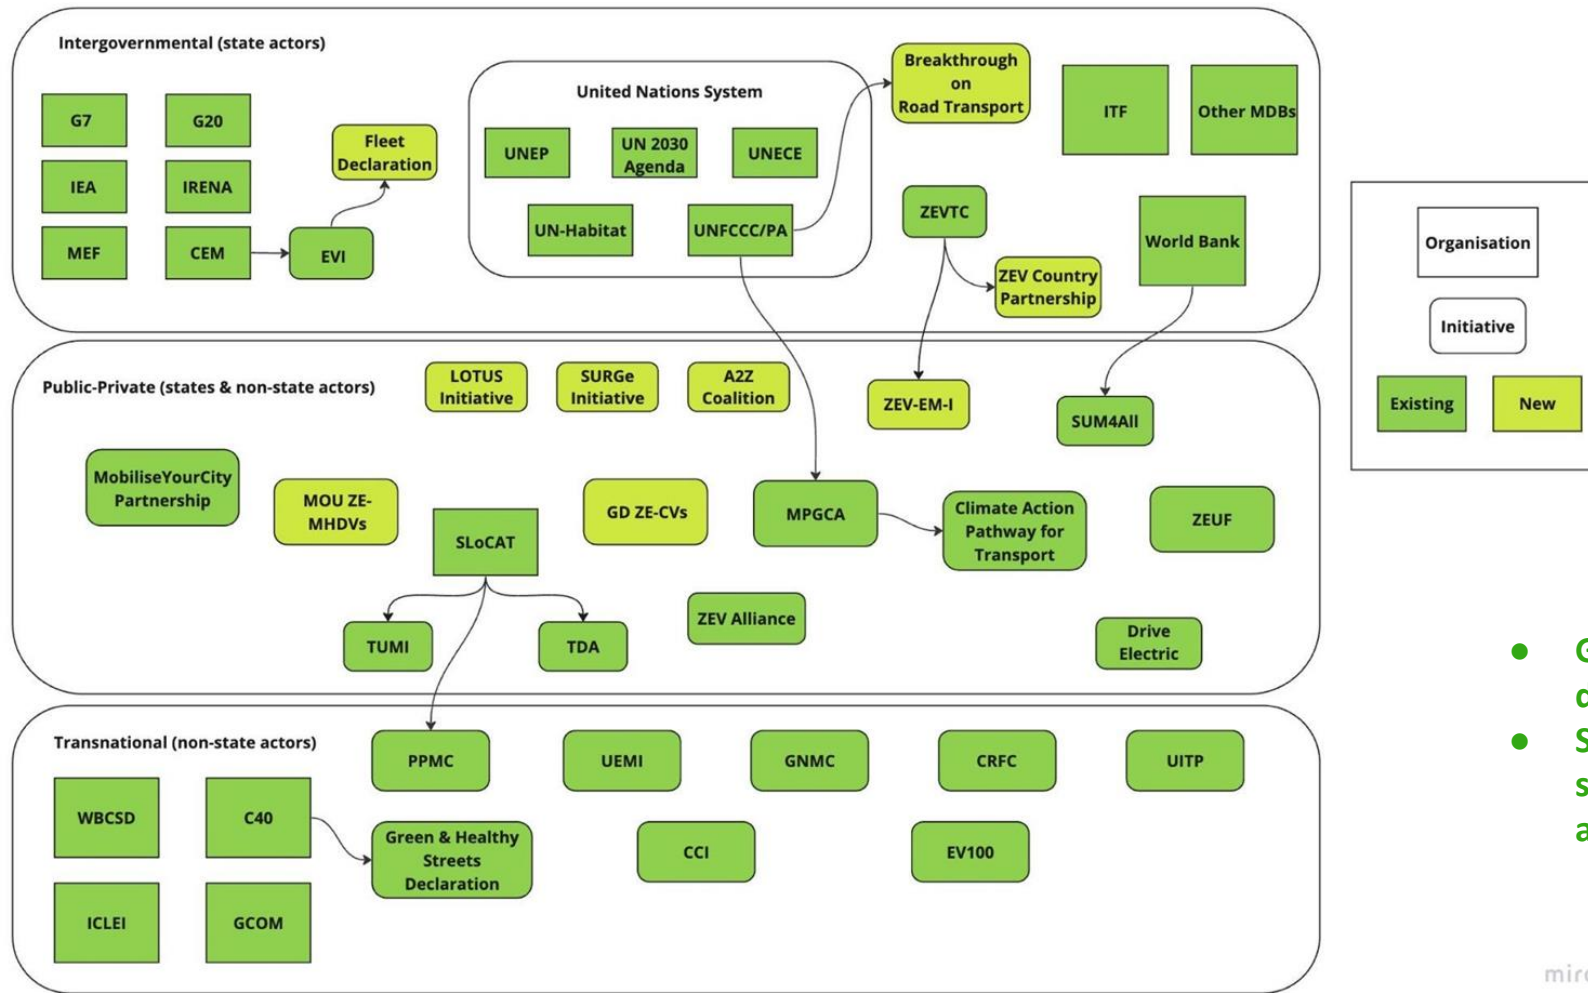 Intergovernmental (state actors)
G7
G20
Fleet
Declaration
IEA
IRENA
MEF
CEM
EVI
United Nations System
UNEP
UN 2030
Agenda
UNECE
UN-Habitat
UNFCCC/PA
Breakthrough
on
Road Transport
ITF
Other MDBs
ZEVTC
ZEV Country
Partnership
World Bank
Organisation
Initiative
Existing
New
Public-Private (states & non-state actors)
LOTUS
Initiative
SURGe
Initiative
A2Z
Coalition
ZEV-EM-I
SUM4All
MobiliseYourCity
Partnership
MOU ZE-
MHDVs
SLoCAT
GD ZE-CVs
MPGCA
Climate Action
Pathway for
Transport
ZEUF
TUMI
TDA
ZEV Alliance
Drive
Electric
Transnational (non-state actors)
PPMC
UEMI
GNMC
CRFC
UITP
WBCSD
C40
Green & Healthy
Streets
Declaration
CCI
EV100
ICLEI
GCOM